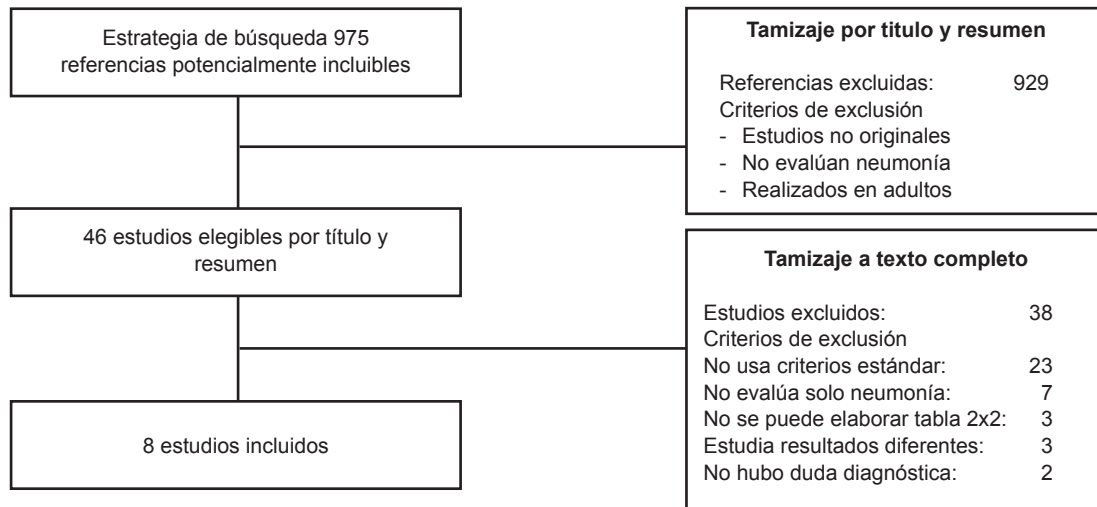 Estrategia de búsqueda 975
referencias potencialmente incluibles
Tamizaje por titulo y resumen
Referencias excluidas: 929
Criterios de exclusión
- Estudios no originales
- No evalúan neumonía
- Realizados en adultos
46 estudios elegibles por título y
resumen
Tamizaje a texto completo
Estudios excluidos: 38
Criterios de exclusión
No usa criterios estándar: 23
No evalúa solo neumonía: 7
No se puede elaborar tabla 2x2: 3
Estudia resultados diferentes: 3
No hubo duda diagnóstica: 2
8 estudios incluidos